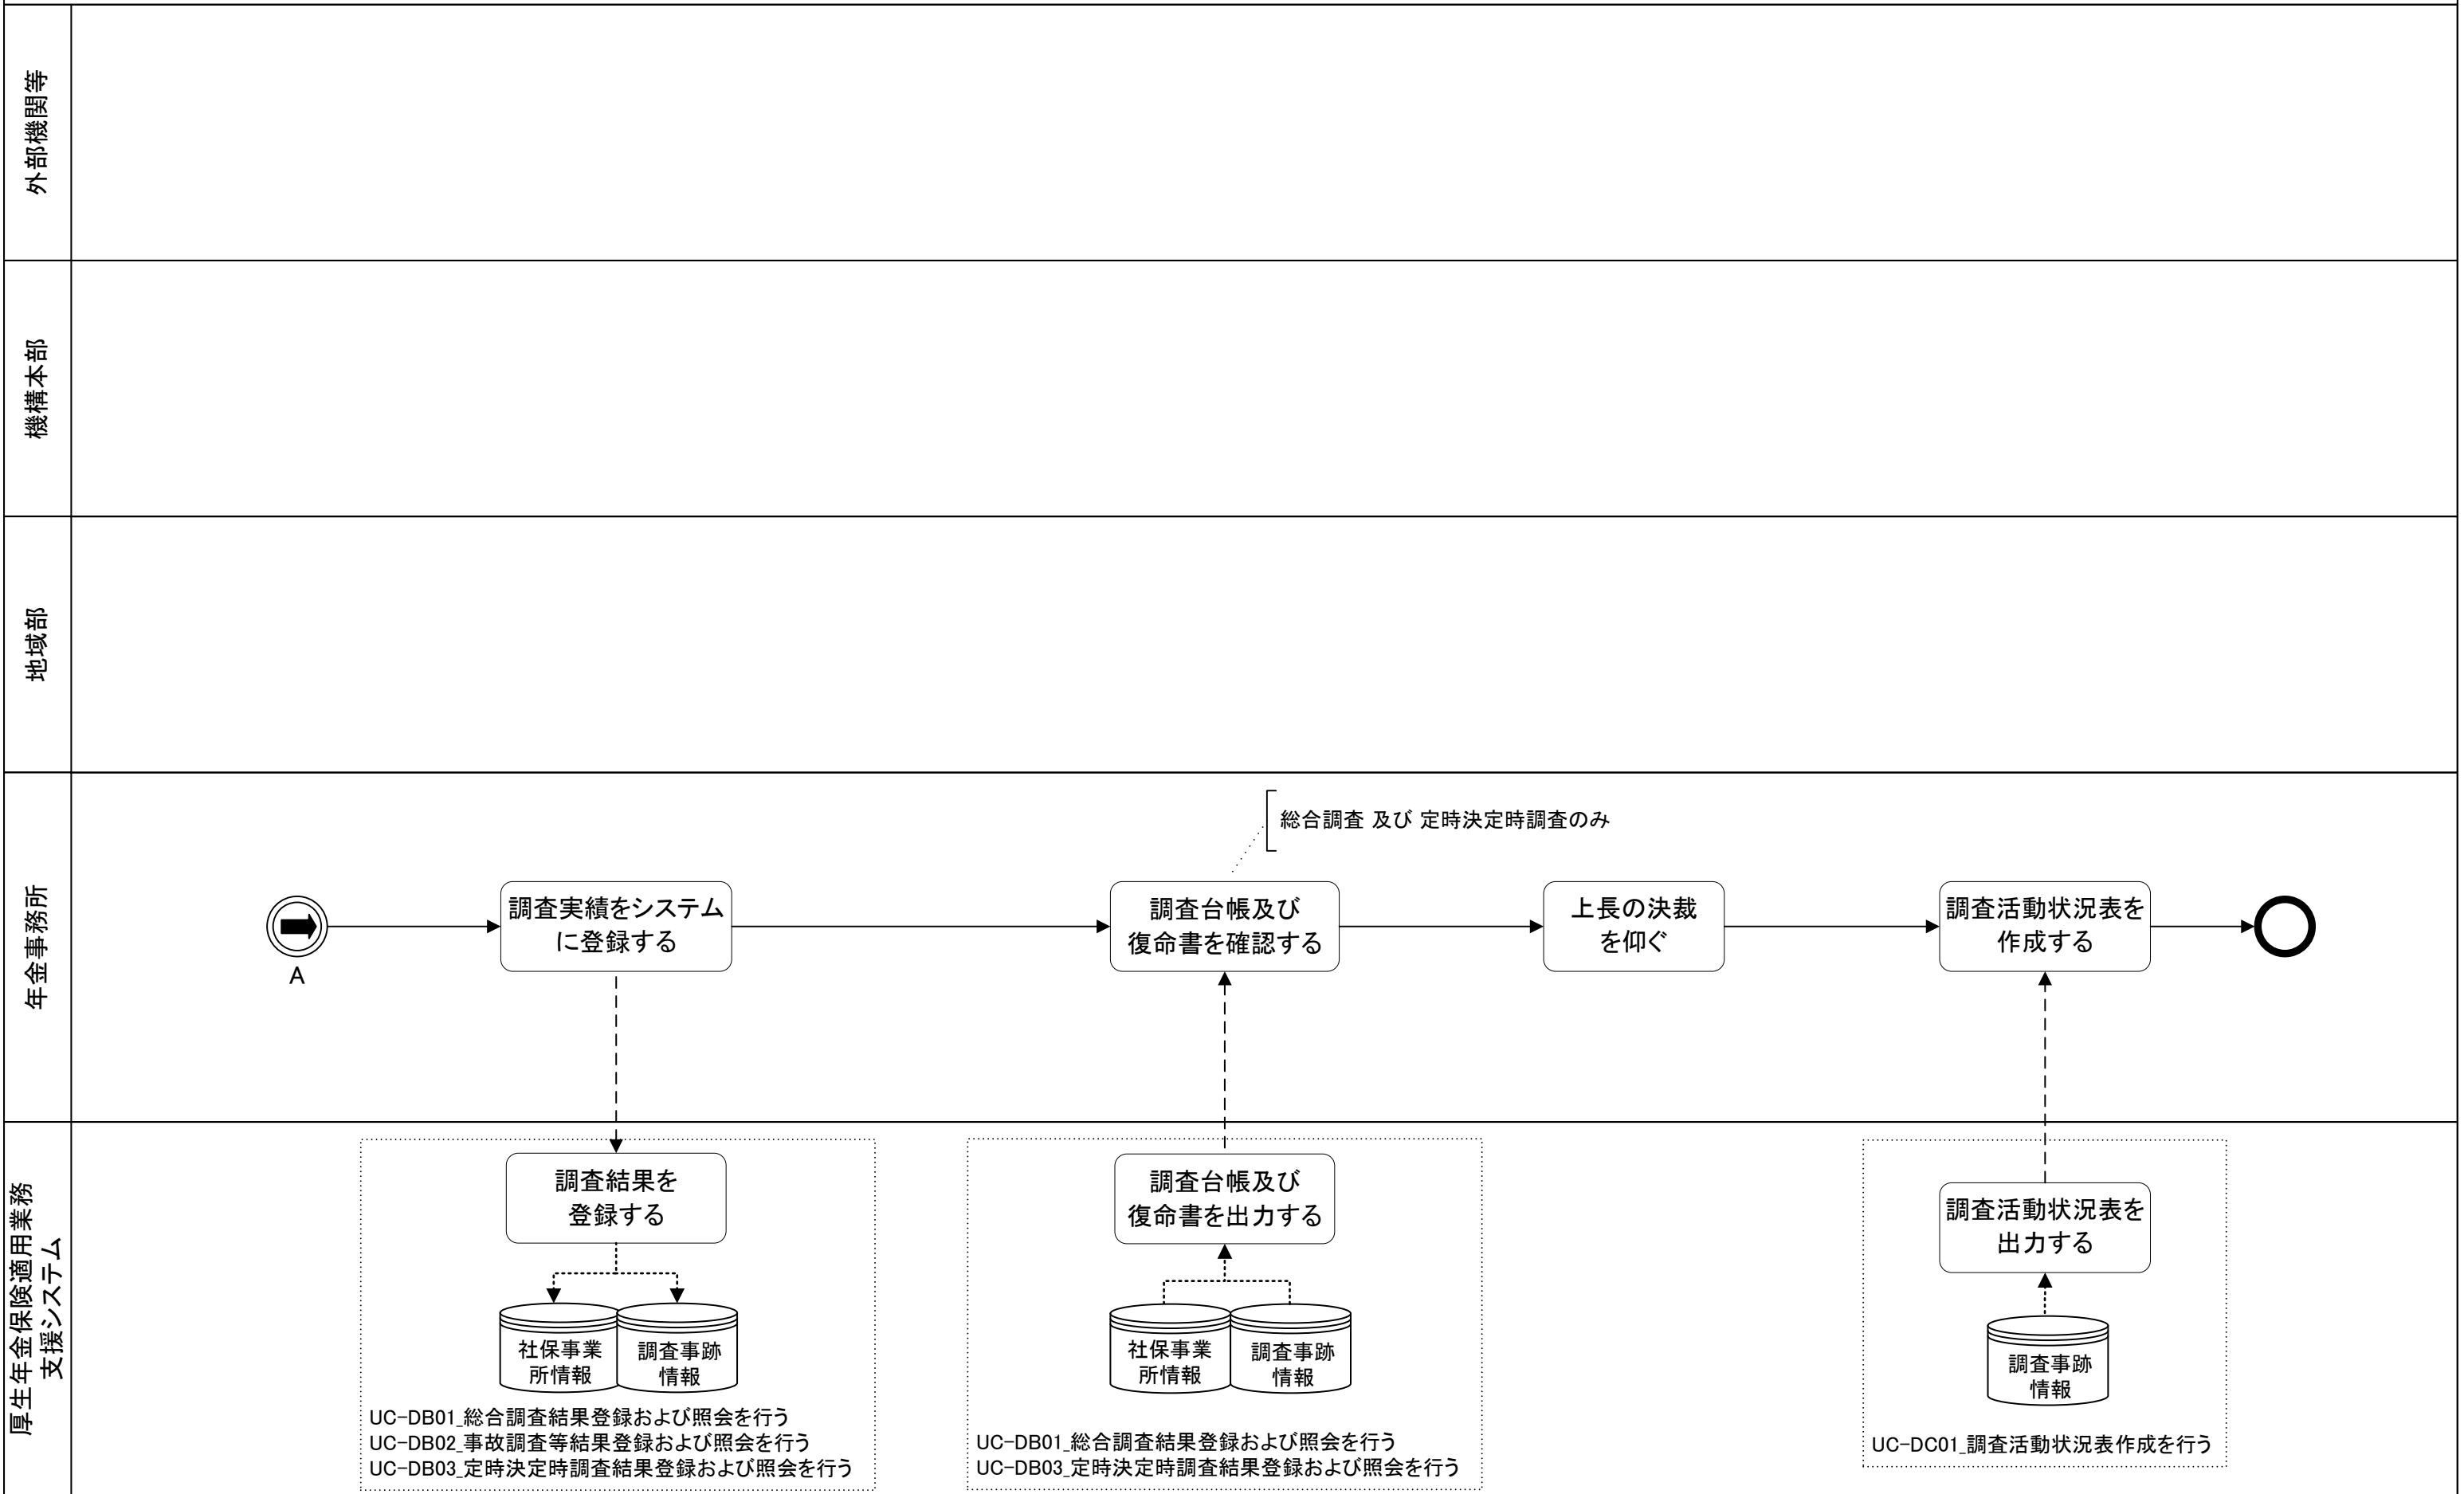 外部機関等
機構本部
地域部
年金事務所
総合調査 及び 定時決定時調査のみ
A
調査実績をシステム
に登録する
調査台帳及び
復命書を確認する
上長の決裁
を仰ぐ
調査活動状況表を
作成する
厚生年金保険適用業務
支援システム
調査結果を
登録する
社保事業
所情報
調査事跡
情報
UC-DB01_総合調査結果登録および照会を行う
UC-DB02_事故調査等結果登録および照会を行う
UC-DB03_定時決定時調査結果登録および照会を行う
調査台帳及び
復命書を出力する
社保事業
所情報
調査事跡
情報
UC-DB01_総合調査結果登録および照会を行う
UC-DB03_定時決定時調査結果登録および照会を行う
調査活動状況表を
出力する
調査事跡
情報
UC-DC01_調査活動状況表作成を行う